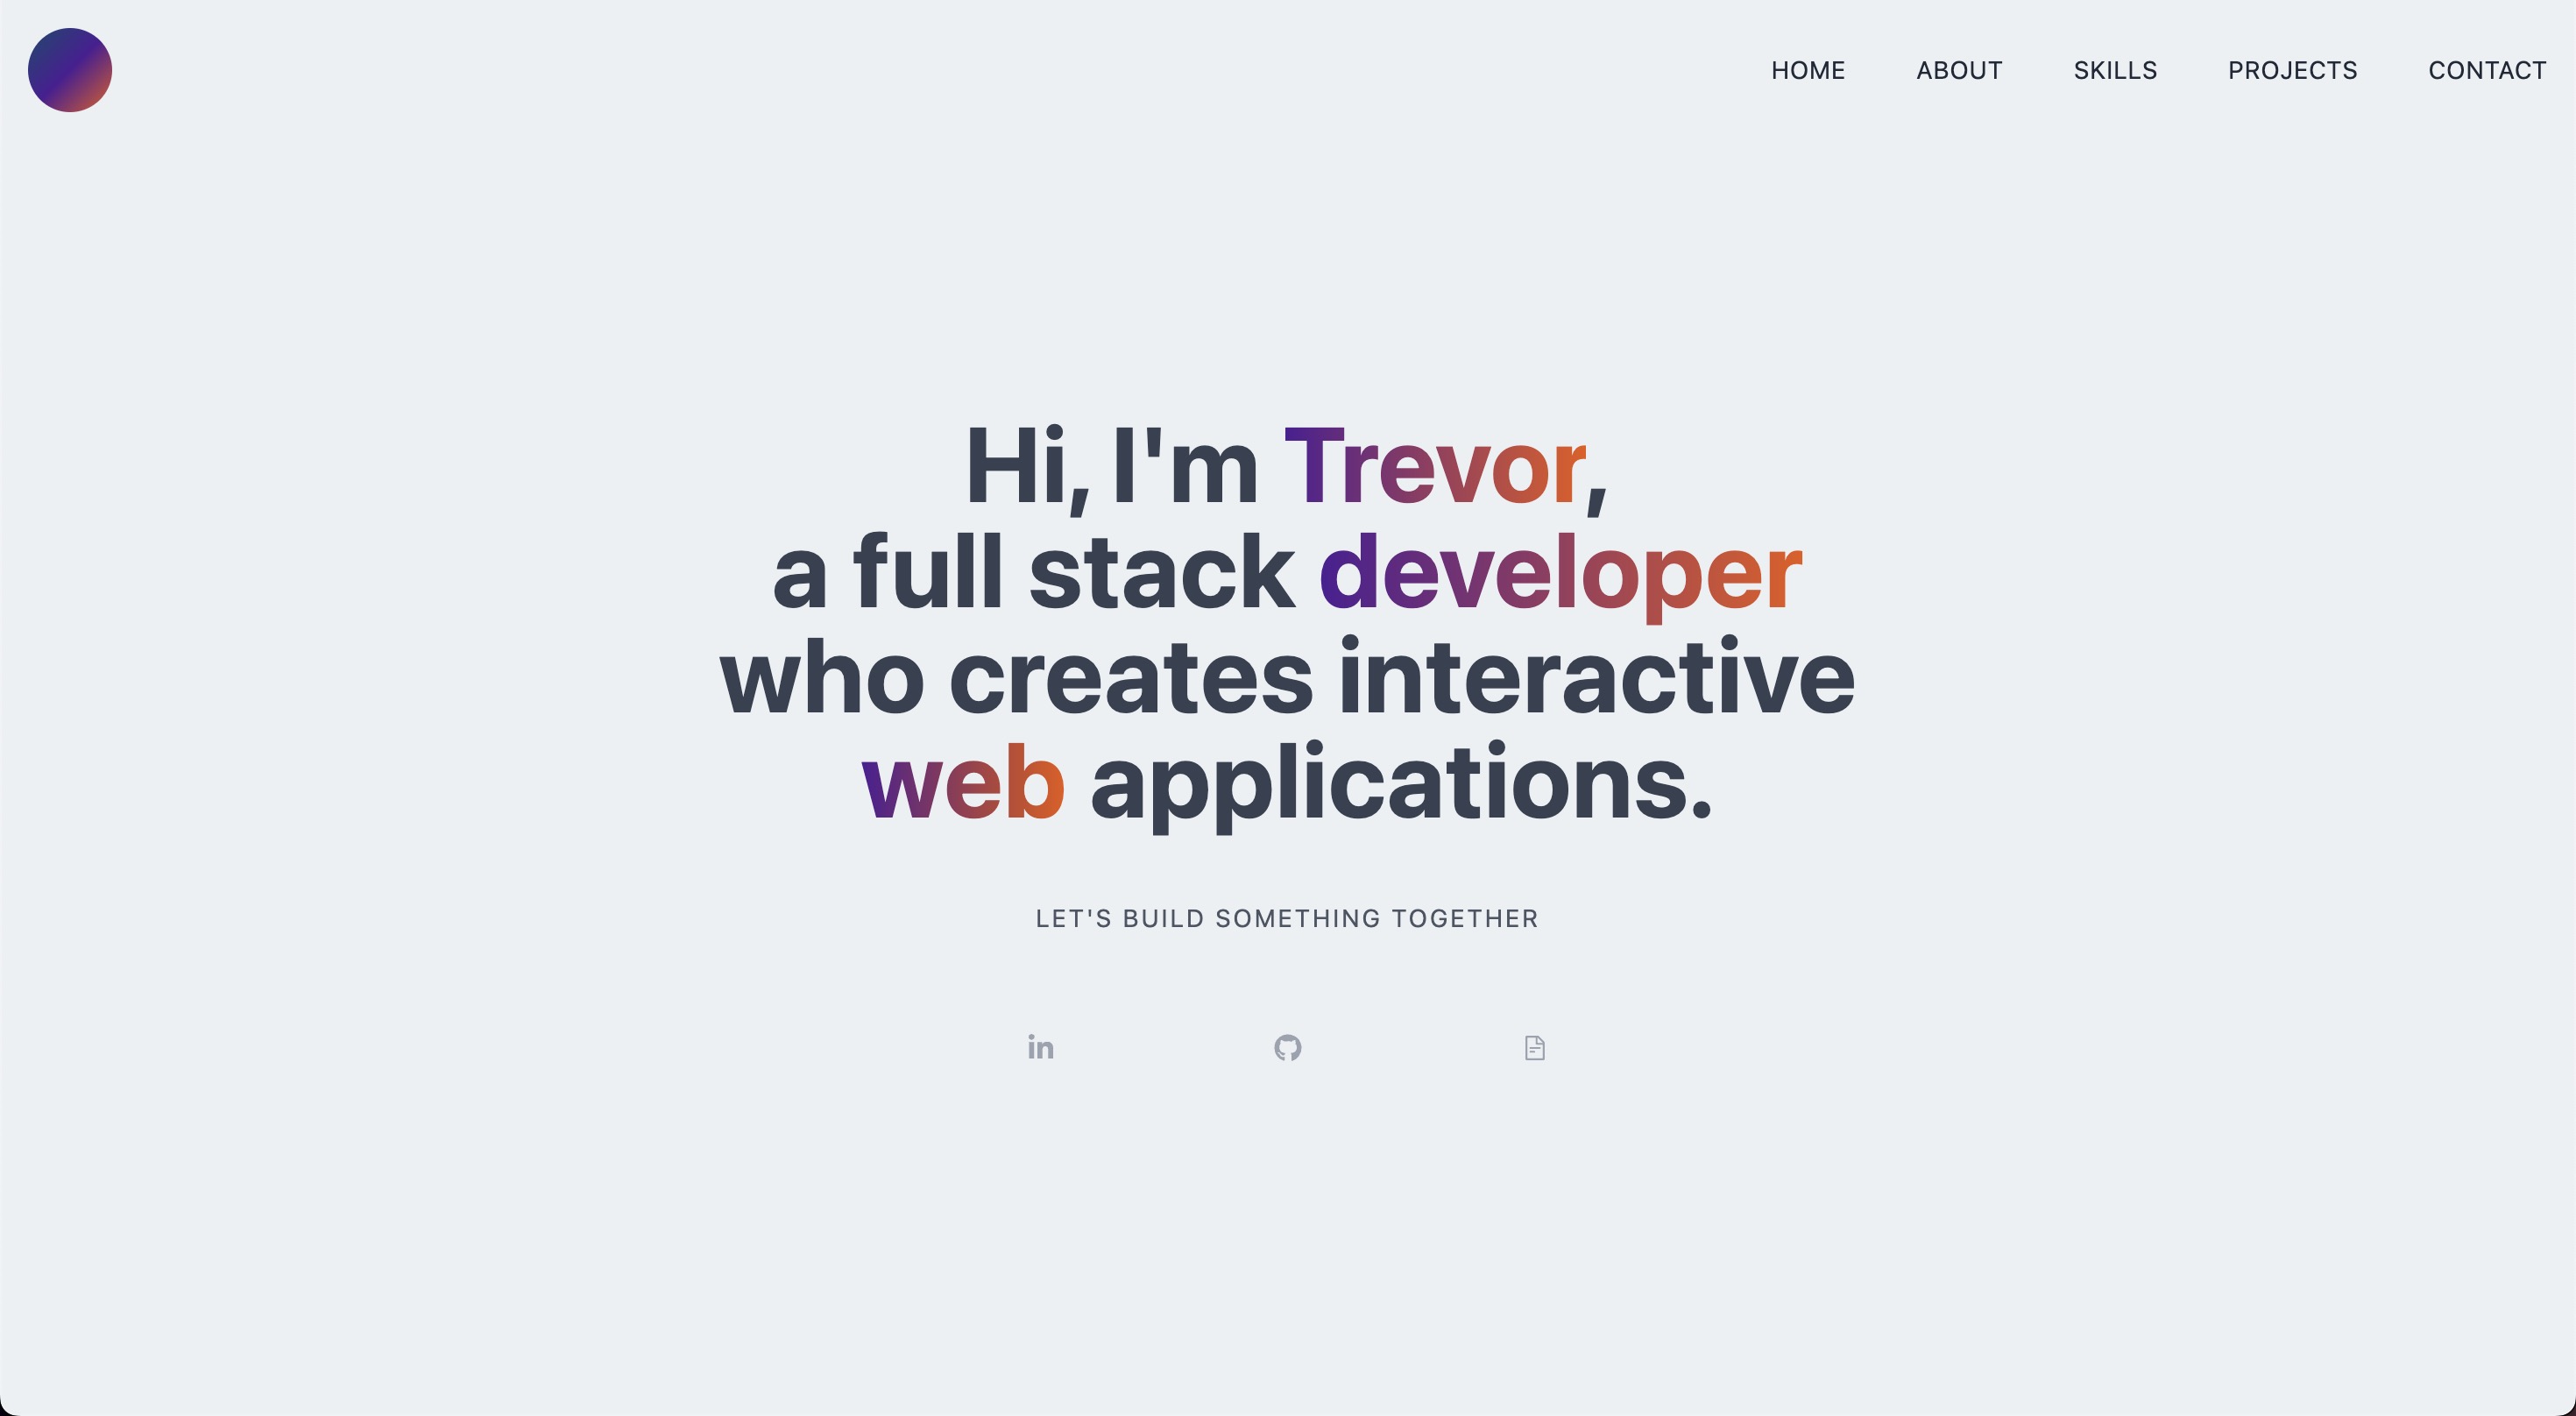 HOME ABOUT SKILLS PROJECTS CONTACT
Hi, I'm Trevor,
a full stack developer
who creates interactive
web applications.
LET'S BUILD SOMETHING TOGETHER
in